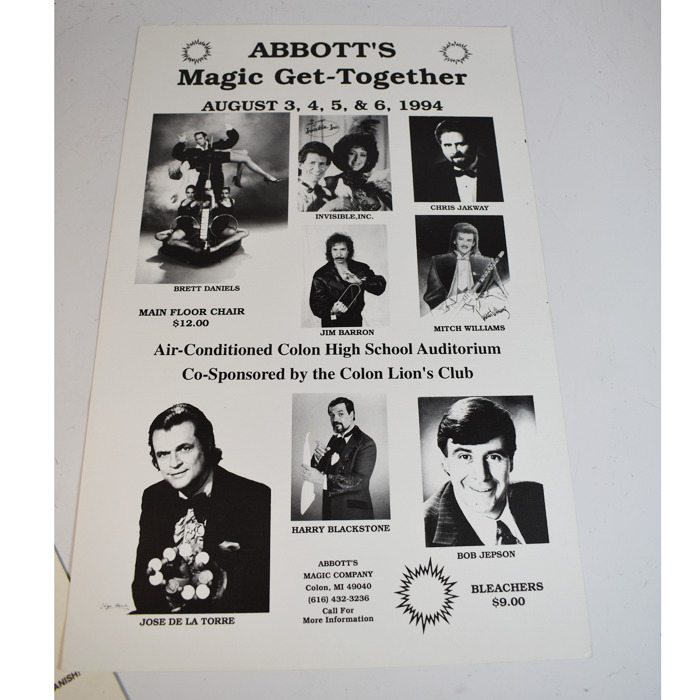 ABBOTT'S
Magic Get-Together
AUGUST 3, 4, 5, & 6, 1994
INVISIBLE, INC.
CHRIS JAKWAY
BRETT DANIELS
MAIN FLOOR CHAIR
$12.00
JIM BARRON
MITCH WILLIAMS
Air-Conditioned Colon High School Auditorium
Co-Sponsored by the Colon Lion's Club
HARRY BLACKSTONE
BOB JEPSON
JOSE DE LA TORRE
ABBOTT'S
MAGIC COMPANY
Colon, MI 49040
(616) 432-3236
Call For
More Information
BLEACHERS
$9.00